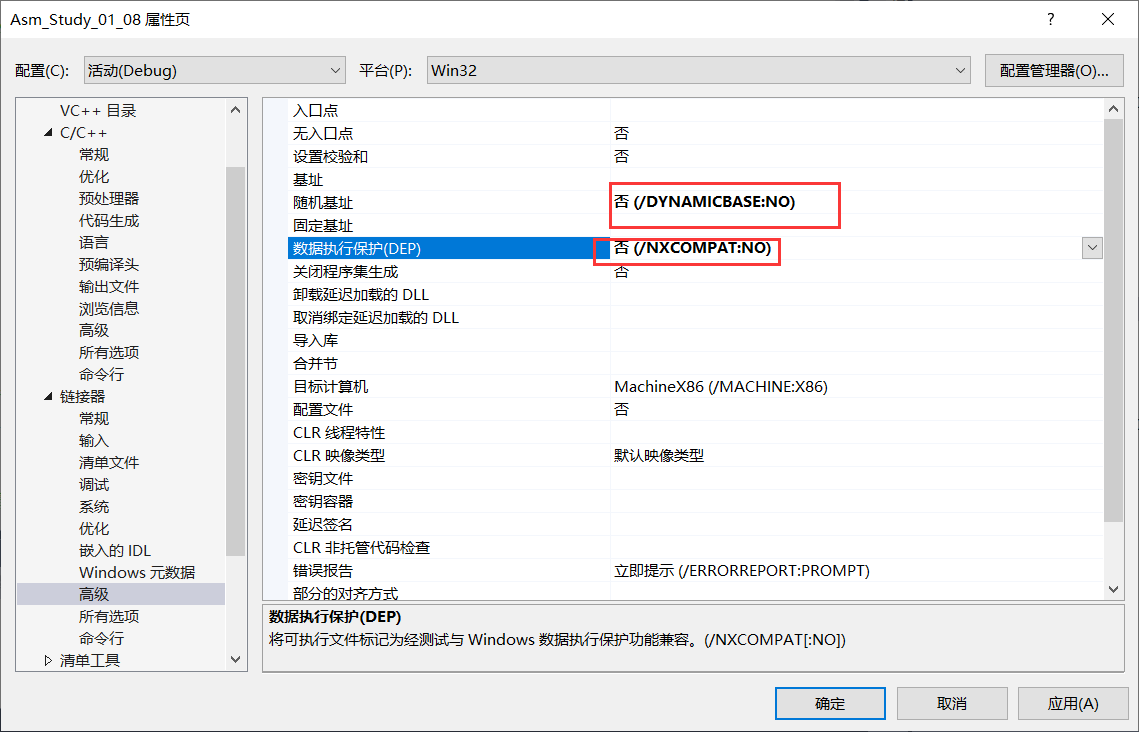 Asm_Study_01_08 属性页
?
配置(C): 活动(Debug) 平台(P): Win32 配置管理器(O)...
VC++ 目录
C/C++
常规
优化
预处理器
代码生成
语言
预编译头
输出文件
浏览信息
高级
所有选项
命令行
链接器
常规
输入
清单文件
调试
系统
优化
嵌入的 IDL
Windows 元数据
高级
所有选项
命令行
清单工具
入口点
无入口点 否
设置校验和 否
基址
随机基址 否 (/DYNAMICBASE:NO)
固定基址
数据执行保护(DEP) 否 (/NXCOMPAT:NO)
关闭程序集生成 否
卸载延迟加载的 DLL
取消绑定延迟加载的 DLL
导入库
合并节
目标计算机 MachineX86 (/MACHINE:X86)
配置文件 否
CLR 线程特性
CLR 映像类型 默认映像类型
密钥文件
密钥容器
延迟签名
CLR 非托管代码检查
错误报告 立即提示 (/ERRORREPORT:PROMPT)
部分的对齐方式
数据执行保护(DEP)
将可执行文件标记为经测试与 Windows 数据执行保护功能兼容。(/NXCOMPAT[:NO])
确定 取消 应用(A)